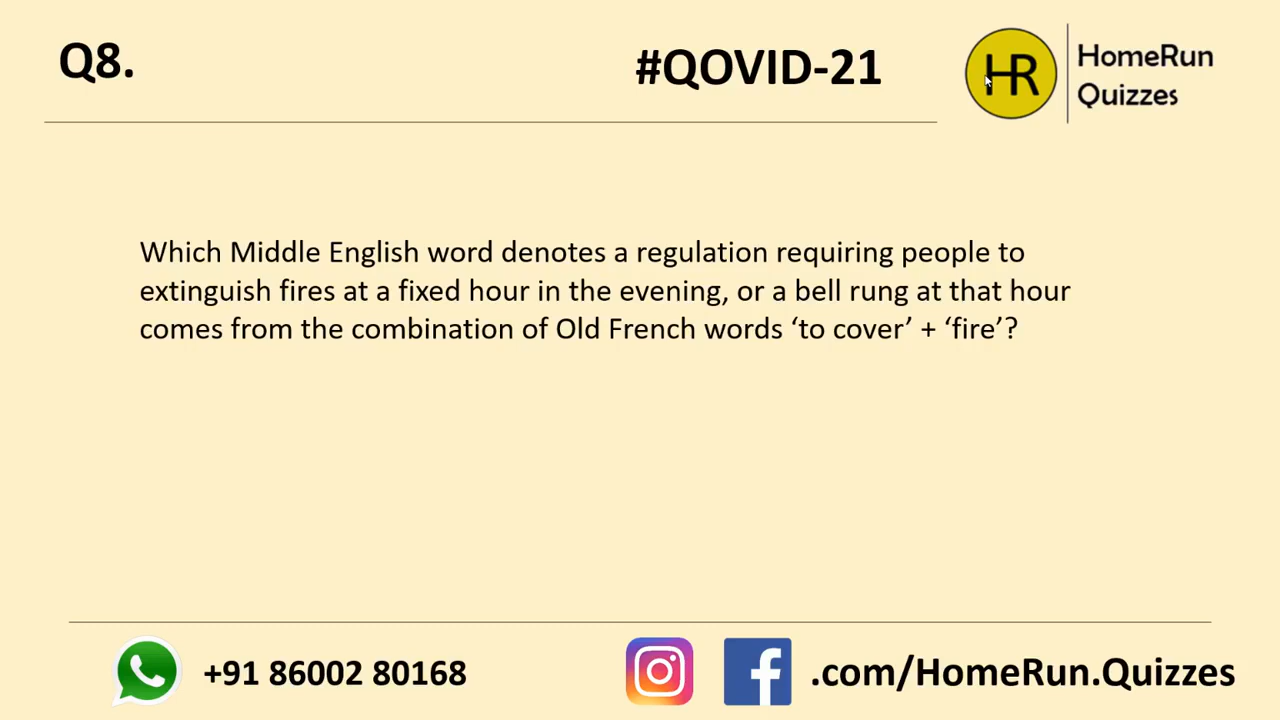 Q8.
#QOVID-21
HR
HomeRun
Quizzes
Which Middle English word denotes a regulation requiring people to
extinguish fires at a fixed hour in the evening, or a bell rung at that hour
comes from the combination of Old French words ‘to cover’ + ‘fire’?
+91 86002 80168
.com/HomeRun.Quizzes